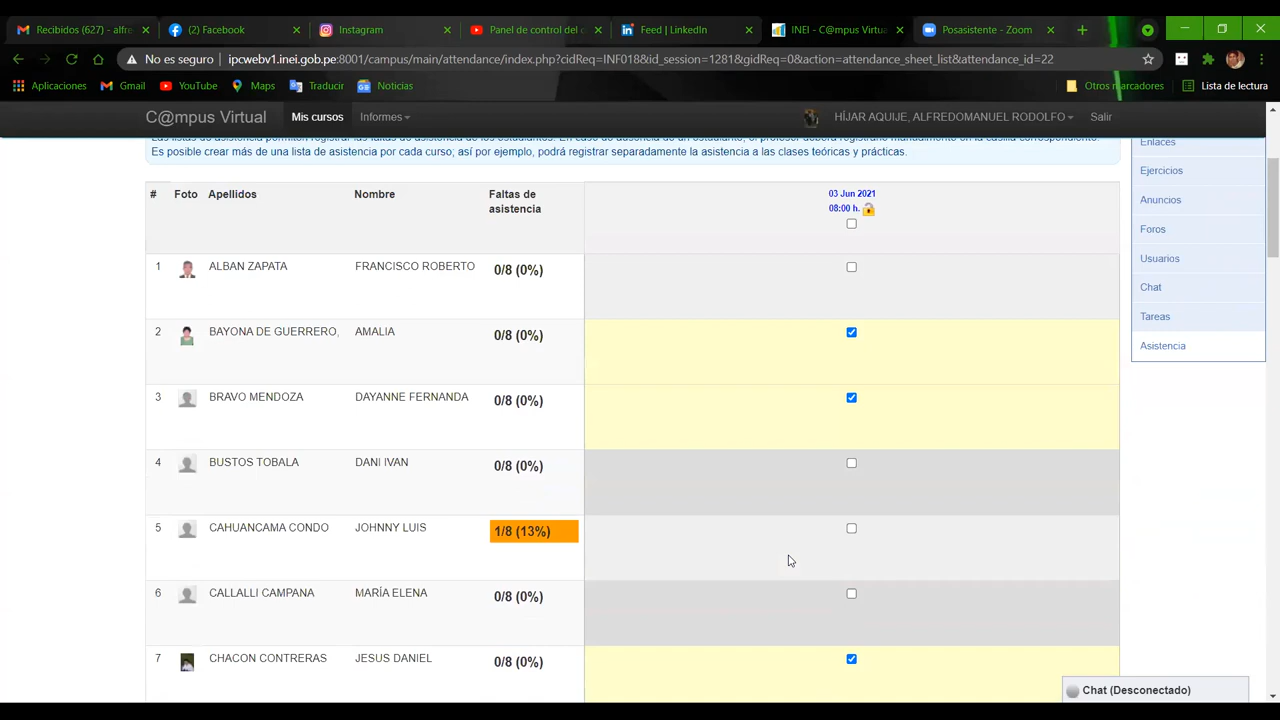 Recibidos (627) - alfre
(2) Facebook
Instagram
Panel de control del c
Feed | LinkedIn
INEI - C@mpus Virtua
Posasistente - Zoom
No es seguro | ipcwebv1.inei.gob.pe:8001/campus/main/attendance/index.php?cidReq=INF018&id_session=1281&gidReq=0&action=attendance_sheet_list&attendance_id=22
Aplicaciones
Gmail
YouTube
Maps
Traducir
Noticias
Otros marcadores
Lista de lectura
C@mpus Virtual
Mis cursos
Informes
HÍJAR AQUIJE, ALFREDOMANUEL RODOLFO
Salir
Es posible crear más de una lista de asistencia por cada curso; así por ejemplo, podrá registrar separadamente la asistencia a las clases teóricas y prácticas.
Enlaces
Ejercicios
Anuncios
Foros
Usuarios
Chat
Tareas
Asistencia
# Foto Apellidos Nombre Faltas de asistencia 03 Jun 2021
08:00 h.
1 ALBAN ZAPATA FRANCISCO ROBERTO 0/8 (0%)
2 BAYONA DE GUERRERO, AMALIA 0/8 (0%)
3 BRAVO MENDOZA DAYANNE FERNANDA 0/8 (0%)
4 BUSTOS TOBALA DANI IVAN 0/8 (0%)
5 CAHUANCAMA CONDO JOHNNY LUIS 1/8 (13%)
6 CALLALLI CAMPANA MARÍA ELENA 0/8 (0%)
7 CHACON CONTRERAS JESUS DANIEL 0/8 (0%)
Chat (Desconectado)